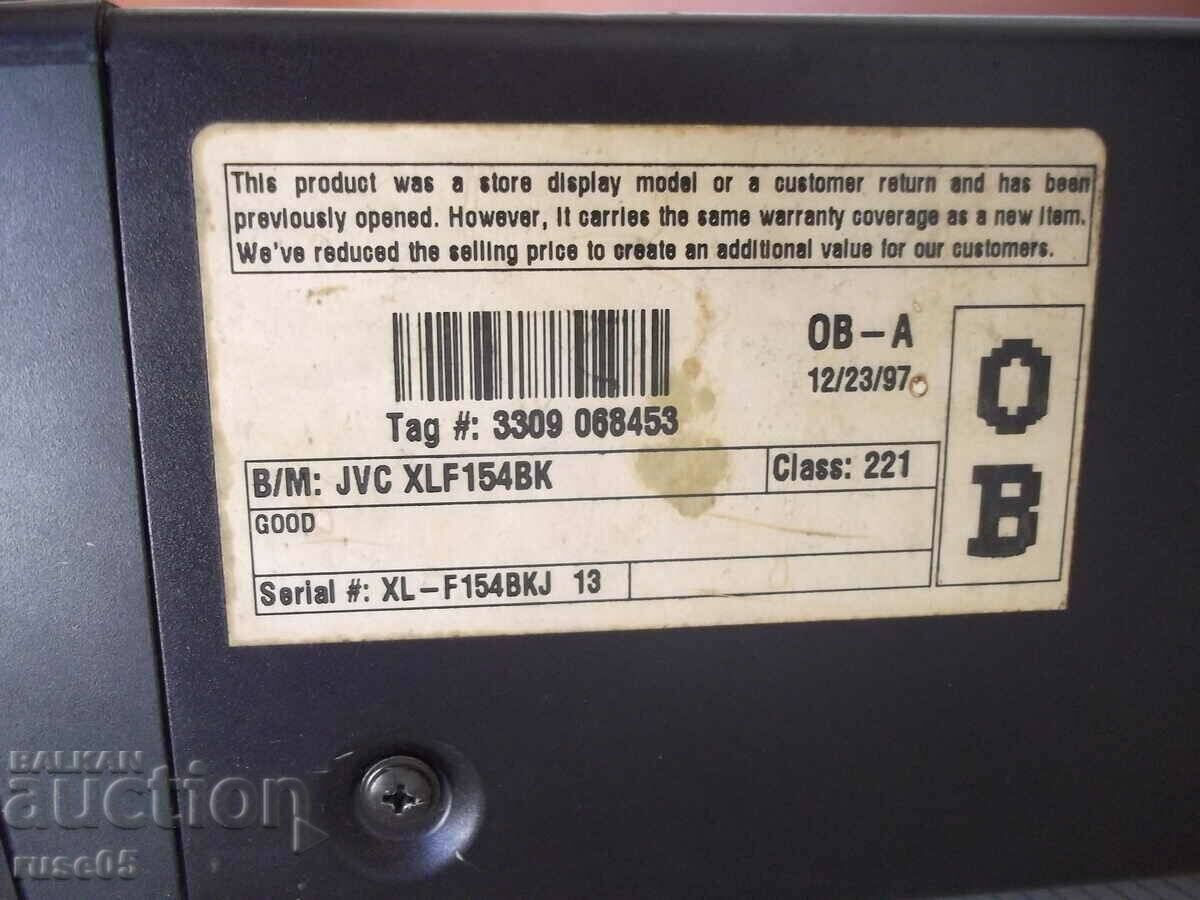 This product was a store display model or a customer return and has been
previously opened. However, It carries the same warranty coverage as a new Item.
We've reduced the selling price to create an additional value for our customers.
OB-A
12/23/97
Tag #: 3309 068453
O
B
B/M: JVC XLF154BK
Class: 221
GOOD
Serial #: XL-F154BKJ 13
BALKAN
auction
ruse05